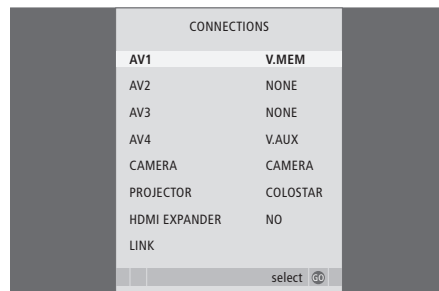 CONNECTIONS
AV1 V.MEM
AV2 NONE
AV3 NONE
AV4 V.AUX
CAMERA CAMERA
PROJECTOR COLOSTAR
HDMI EXPANDER NO
LINK
select GO